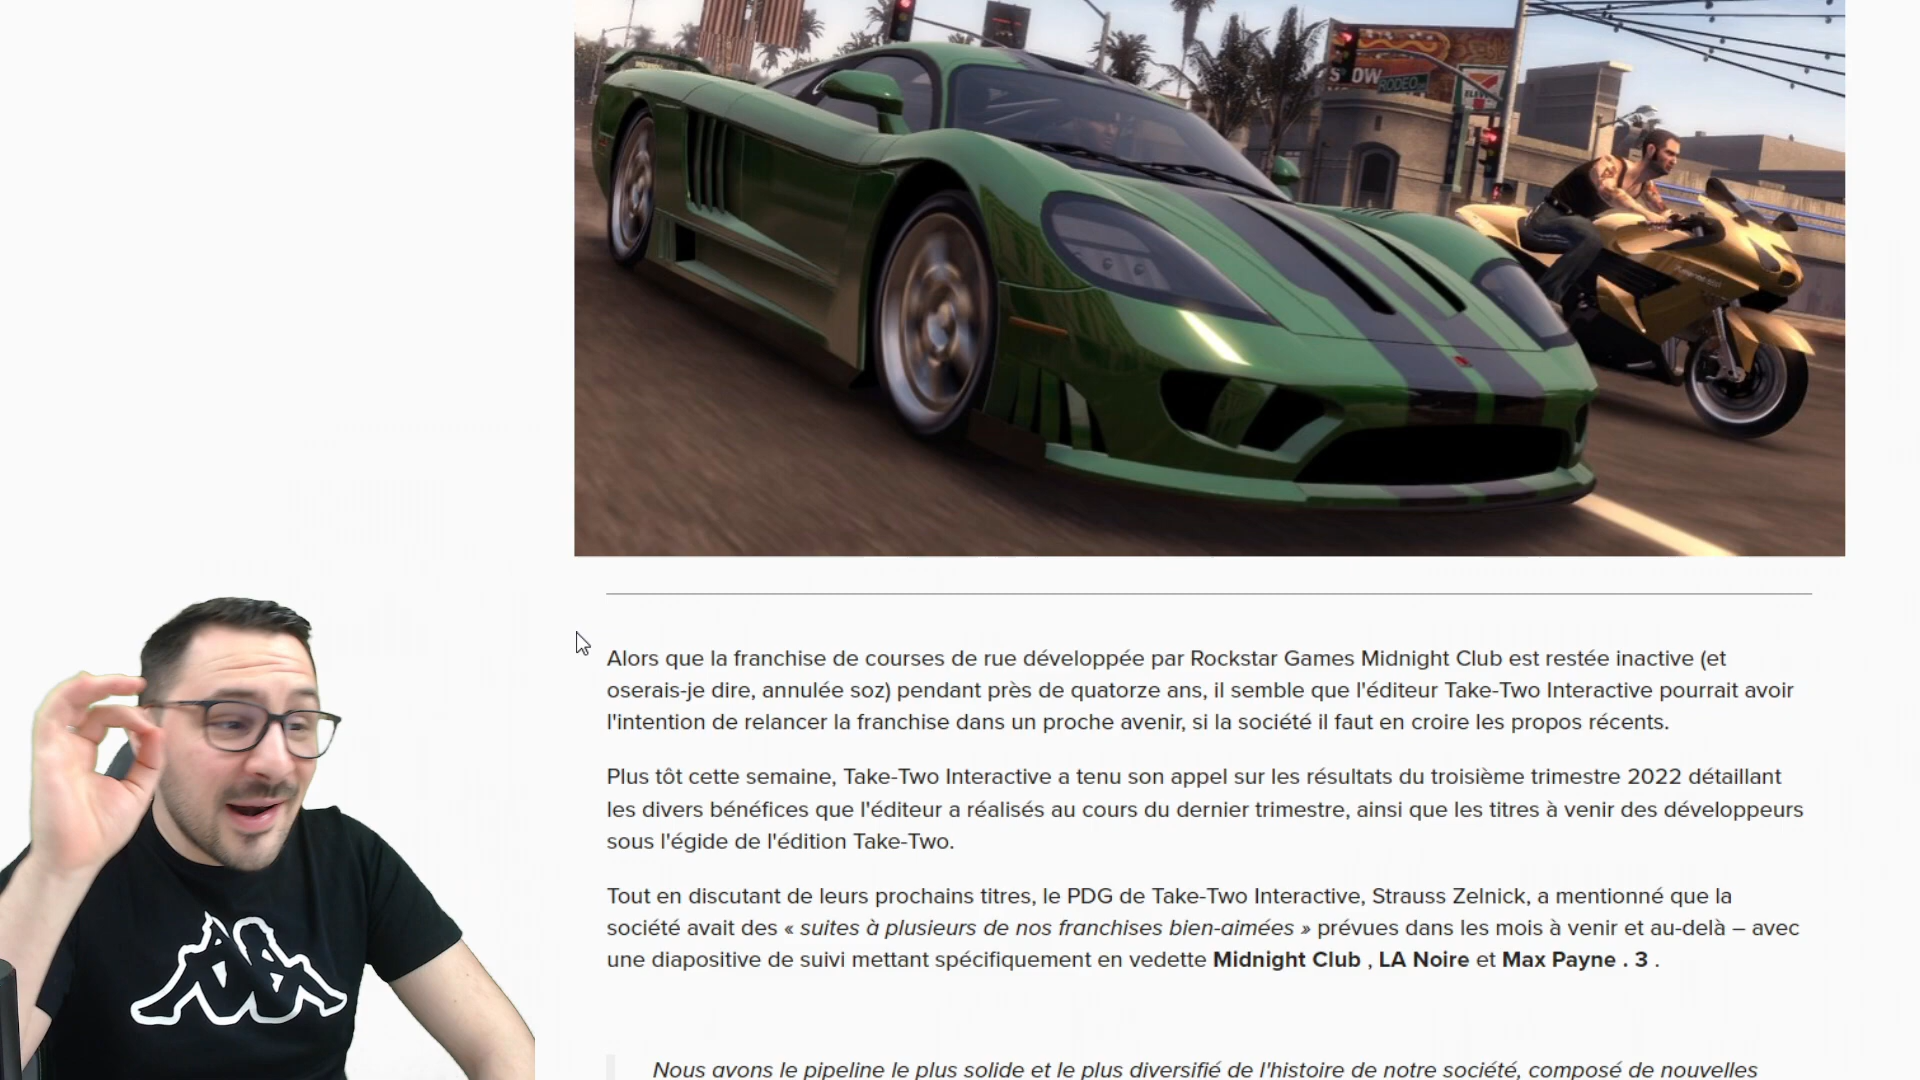 SHOW
RODEO
ELEVEN
Alors que la franchise de courses de rue développée par Rockstar Games Midnight Club est restée inactive (et
oserais-je dire, annulée soz) pendant près de quatorze ans, il semble que l'éditeur Take-Two Interactive pourrait avoir
l'intention de relancer la franchise dans un proche avenir, si la société il faut en croire les propos récents.
Plus tôt cette semaine, Take-Two Interactive a tenu son appel sur les résultats du troisième trimestre 2022 détaillant
les divers bénéfices que l'éditeur a réalisés au cours du dernier trimestre, ainsi que les titres à venir des développeurs
sous l'égide de l'édition Take-Two.
Tout en discutant de leurs prochains titres, le PDG de Take-Two Interactive, Strauss Zelnick, a mentionné que la
société avait des « suites à plusieurs de nos franchises bien-aimées » prévues dans les mois à venir et au-delà – avec
une diapositive de suivi mettant spécifiquement en vedette Midnight Club , LA Noire et Max Payne . 3 .
Nous avons le pipeline le plus solide et le plus diversifié de l'histoire de notre société, composé de nouvelles